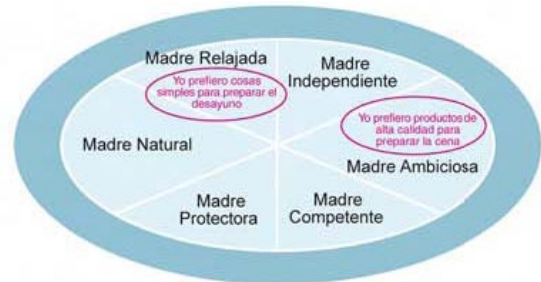 Madre Relajada
Yo prefiero cosas
simples para preparar el
desayuno
Madre
Independiente
Yo prefiero productos de
alta calidad para
preparar la cena
Madre Natural
Madre Ambiciosa
Madre
Protectora
Madre
Competente